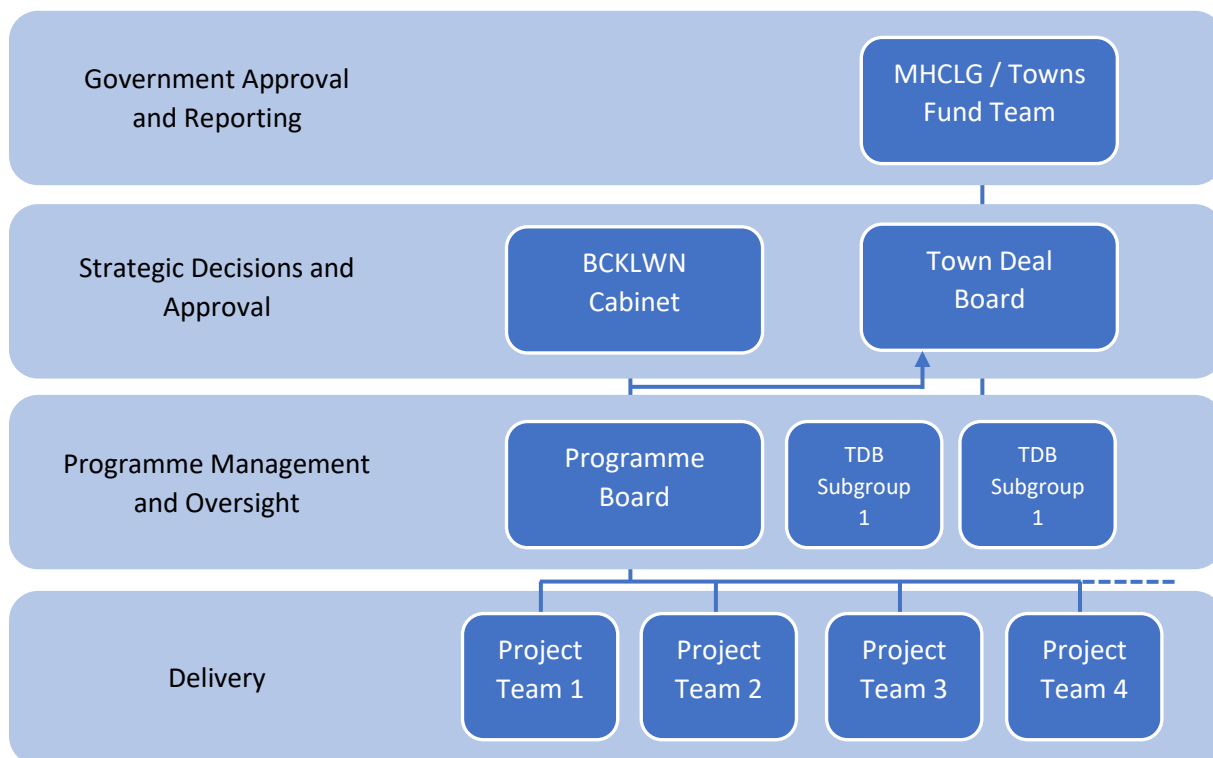 Government Approval
and Reporting
MHCLG / Towns
Fund Team
Strategic Decisions and
Approval
BCKLWN
Cabinet
Town Deal
Board
Programme Management
and Oversight
Programme
Board
TDB
Subgroup
1
TDB
Subgroup
1
Delivery
Project
Team 1
Project
Team 2
Project
Team 3
Project
Team 4